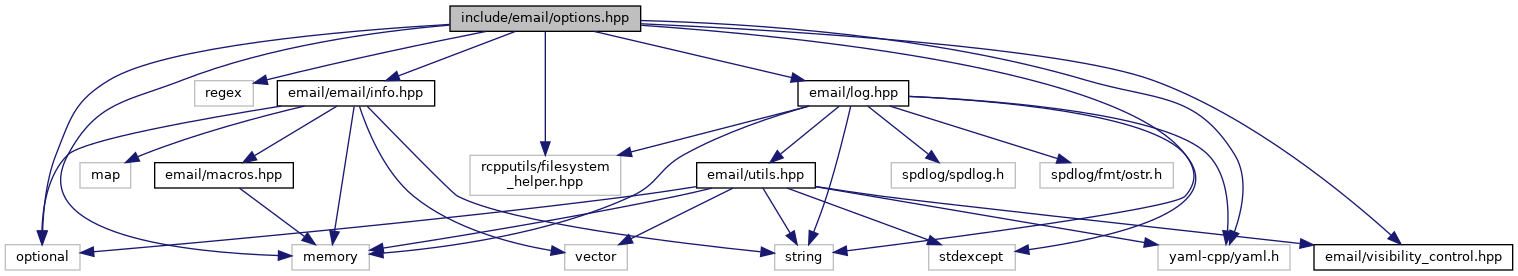 include/email/options.hpp
regex
email/email/info.hpp
email/log.hpp
map
email/macros.hpp
rcpputils/filesystem
_helper.hpp
email/utils.hpp
spdlog/spdlog.h
spdlog/fmt/ostr.h
optional
memory
vector
string
stdexcept
yaml-cpp/yaml.h
email/visibility_control.hpp